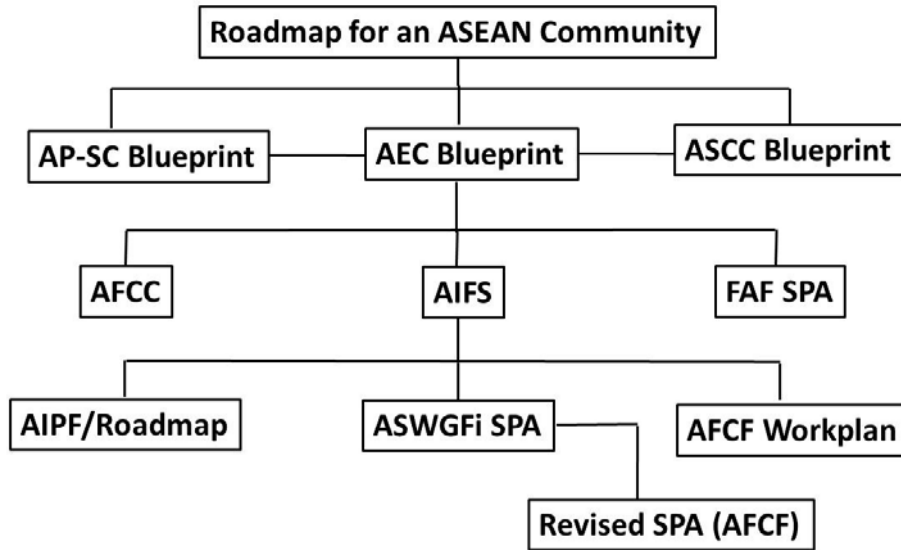 Roadmap for an ASEAN Community
AP-SC Blueprint
AEC Blueprint
ASCC Blueprint
AFCC
AIFS
FAF SPA
AIPF/Roadmap
ASWGFi SPA
AFCF Workplan
Revised SPA (AFCF)